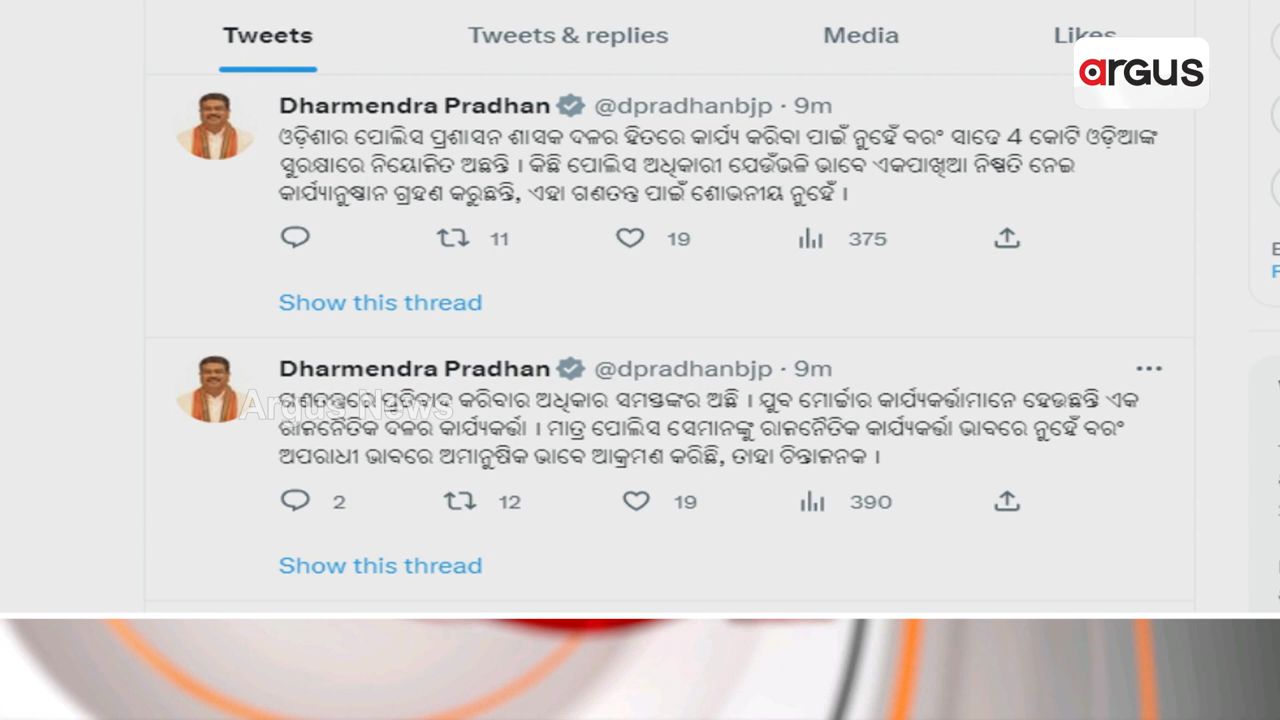 Tweets Tweets & replies Media Likes
argus
Dharmendra Pradhan @dpradhanbjp · 9m
ଓଡ଼ିଶାର ପୋଲିସ ପ୍ରଶାସନ ଶାସକ ଦଳର ହିତରେ କାର୍ଯ୍ୟ କରିବା ପାଇଁ ନୁହେଁ ବରଂ ସାଢେ 4 କୋଟି ଓଡ଼ିଆଙ୍କ
ସୁରକ୍ଷାରେ ନିୟୋଜିତ ଅଛନ୍ତି । କିଛି ପୋଲିସ ଅଧିକାରୀ ଯେଉଁଭଳି ଭାବେ ଏକପାଖିଆ ନିଷ୍ପତି ନେଇ
କାର୍ଯ୍ୟାନୁଷ୍ଠାନ ଗ୍ରହଣ କରୁଛନ୍ତି, ଏହା ଗଣତନ୍ତ୍ର ପାଇଁ ଶୋଭନୀୟ ନୁହେଁ ।
11 19 375
Show this thread
Dharmendra Pradhan @dpradhanbjp · 9m
ଗଣତନ୍ତ୍ରରେ ପ୍ରତିବାଦ କରିବାର ଅଧିକାର ସମସ୍ତଙ୍କର ଅଛି । ଯୁବ ମୋର୍ଚ୍ଚାର କାର୍ଯ୍ୟକର୍ତ୍ତାମାନେ ହେଉଛନ୍ତି ଏକ
Argus News
ରାଜନୈତିକ ଦଳର କାର୍ଯ୍ୟକର୍ତ୍ତା । ମାତ୍ର ପୋଲିସ ସେମାନଙ୍କୁ ରାଜନୈତିକ କାର୍ଯ୍ୟକର୍ତ୍ତା ଭାବରେ ନୁହେଁ ବରଂ
ଅପରାଧୀ ଭାବରେ ଅମାନୁଷିକ ଭାବେ ଆକ୍ରମଣ କରିଛି, ତାହା ଚିନ୍ତାଜନକ ।
2 12 19 390
Show this thread